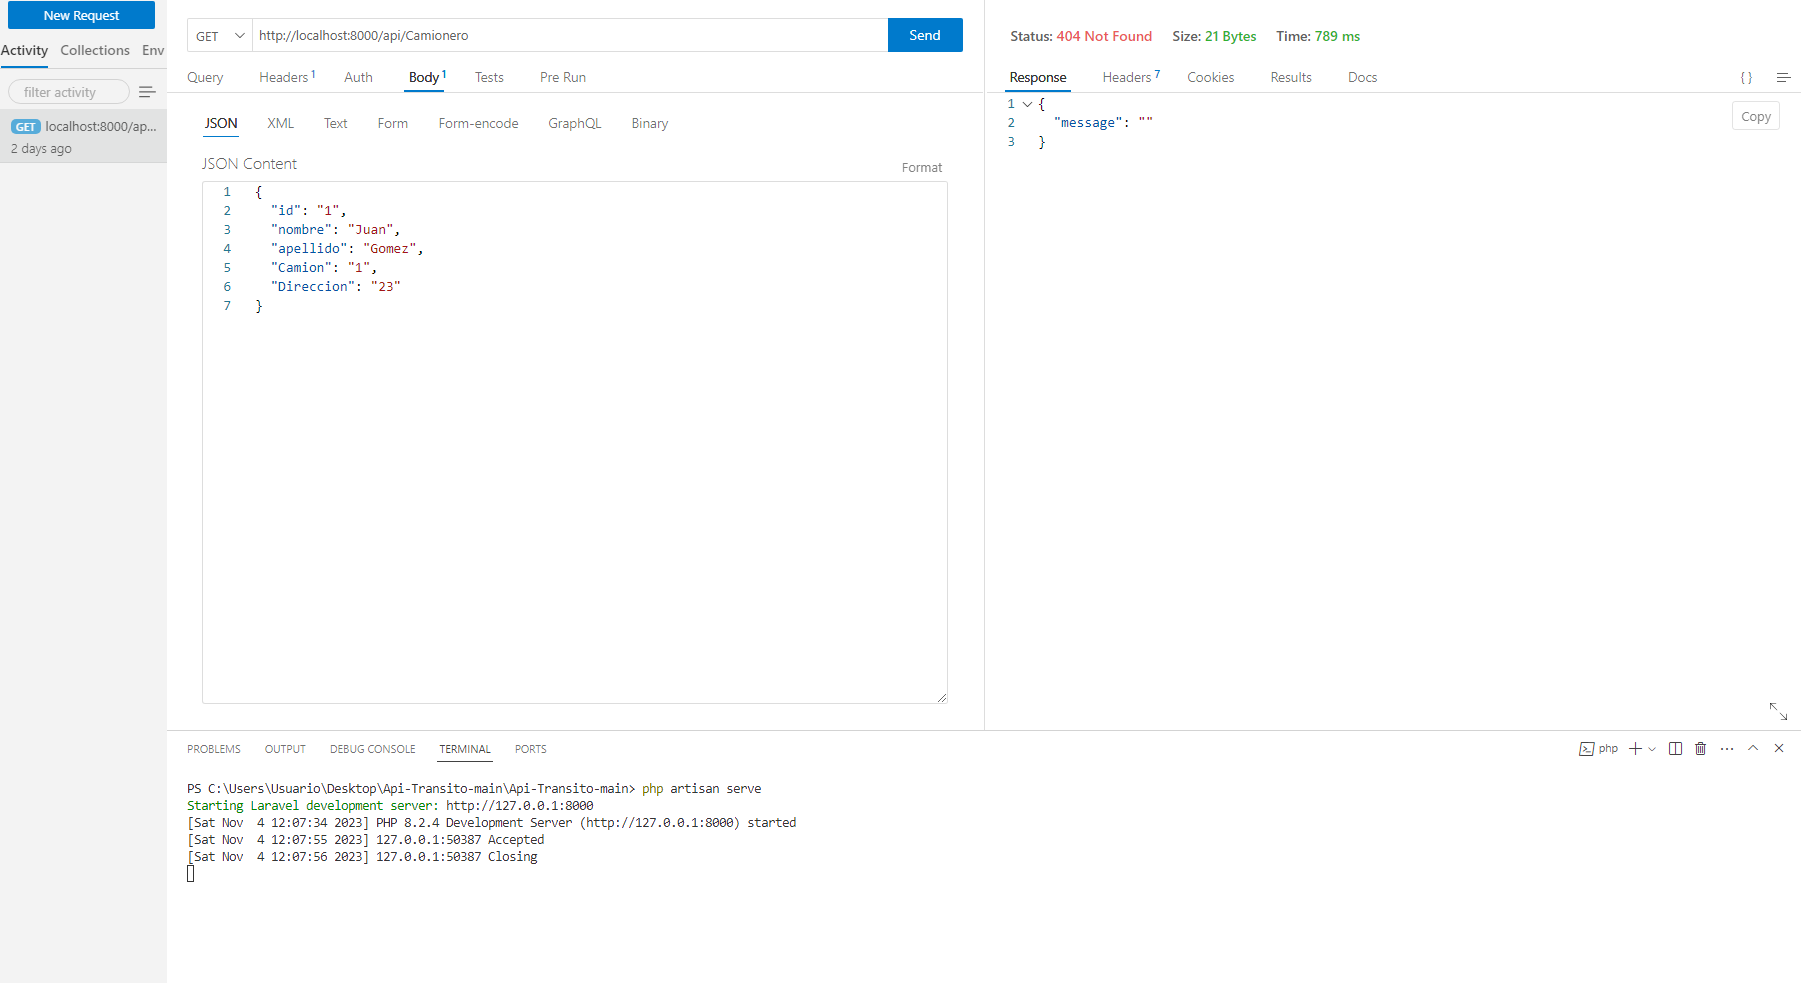 New Request
Activity Collections Env
filter activity
GET localhost:8000/ap...
2 days ago
GET http://localhost:8000/api/Camionero Send
Query Headers 1 Auth Body 1 Tests Pre Run
JSON XML Text Form Form-encode GraphQL Binary
JSON Content Format
1 {
2 "id": "1",
3 "nombre": "Juan",
4 "apellido": "Gomez",
5 "Camion": "1",
6 "Direccion": "23"
7 }
Status: 404 Not Found Size: 21 Bytes Time: 789 ms
Response Headers 7 Cookies Results Docs { }
1 {
2 "message": ""
3 }
Copy
PROBLEMS OUTPUT DEBUG CONSOLE TERMINAL PORTS php
PS C:\Users\Usuario\Desktop\Api-Transito-main\Api-Transito-main> php artisan serve
Starting Laravel development server: http://127.0.0.1:8000
[Sat Nov  4 12:07:34 2023] PHP 8.2.4 Development Server (http://127.0.0.1:8000) started
[Sat Nov  4 12:07:55 2023] 127.0.0.1:50387 Accepted
[Sat Nov  4 12:07:56 2023] 127.0.0.1:50387 Closing